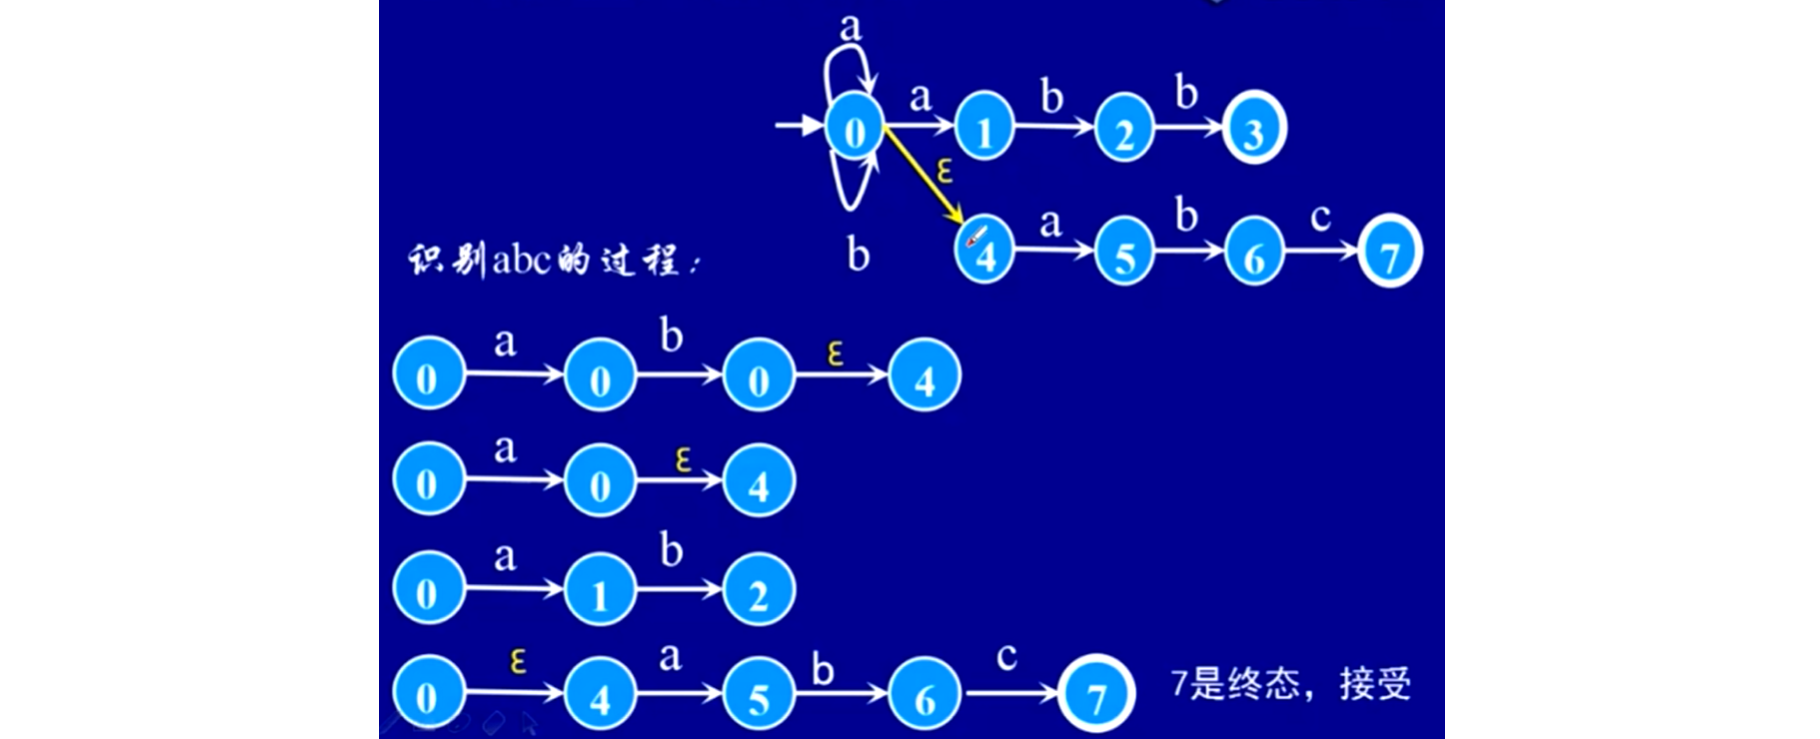 a
0 a 1 b 2 b 3
ε
b
4 a 5 b 6 c 7
识别abc的过程：
0 a 0 b 0 ε 4
0 a 0 ε 4
0 a 1 b 2
0 ε 4 a 5 b 6 c 7 7是终态，接受